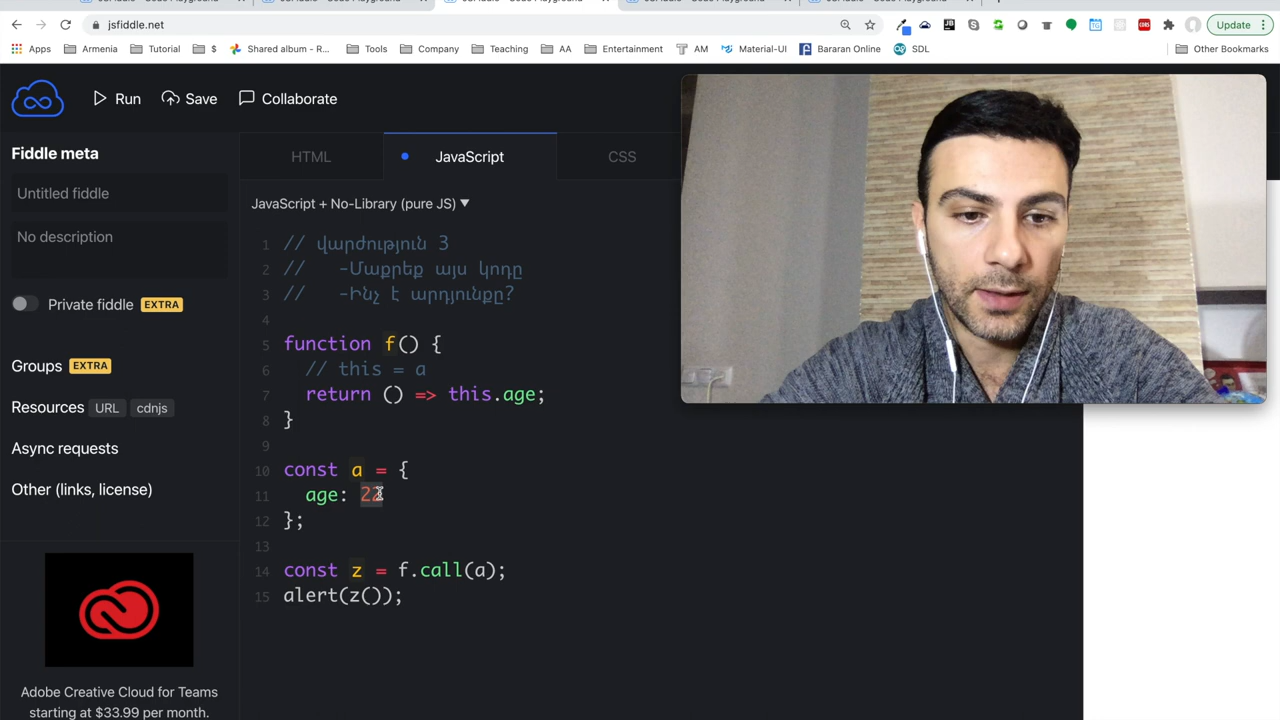 jsfiddle.net
Update
Apps
Armenia
Tutorial
$
Shared album - R...
Tools
Company
Teaching
AA
Entertainment
AM
Material-UI
Bararan Online
SDL
Other Bookmarks
Run
Save
Collaborate
Fiddle meta
Untitled fiddle
No description
Private fiddle EXTRA
Groups EXTRA
Resources URL cdnjs
Async requests
Other (links, license)
Adobe Creative Cloud for Teams
starting at $33.99 per month.
HTML
JavaScript
CSS
JavaScript + No-Library (pure JS) ▼
1 // վարժություն 3
2 // -Մաքրեք այս կոդը
3 // -Ինչ է արդյունքը?
4
5 function f() {
6 // this = a
7 return () => this.age;
8 }
9
10 const a = {
11 age: 22
12 };
13
14 const z = f.call(a);
15 alert(z());